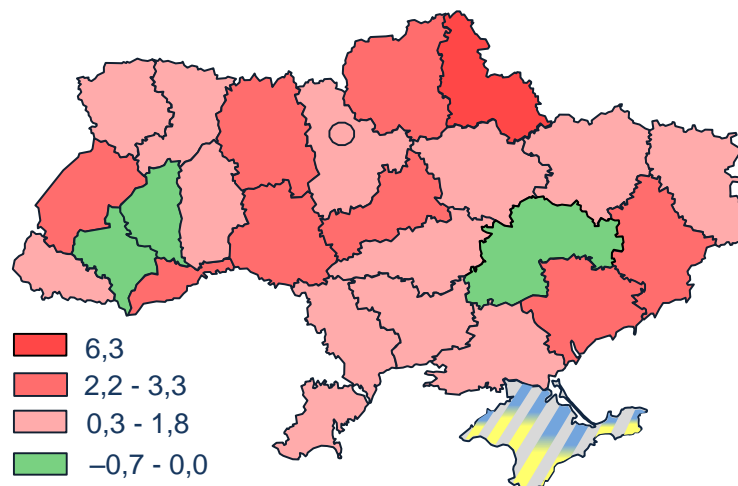 6,3
2,2 - 3,3
0,3 - 1,8
–0,7 - 0,0